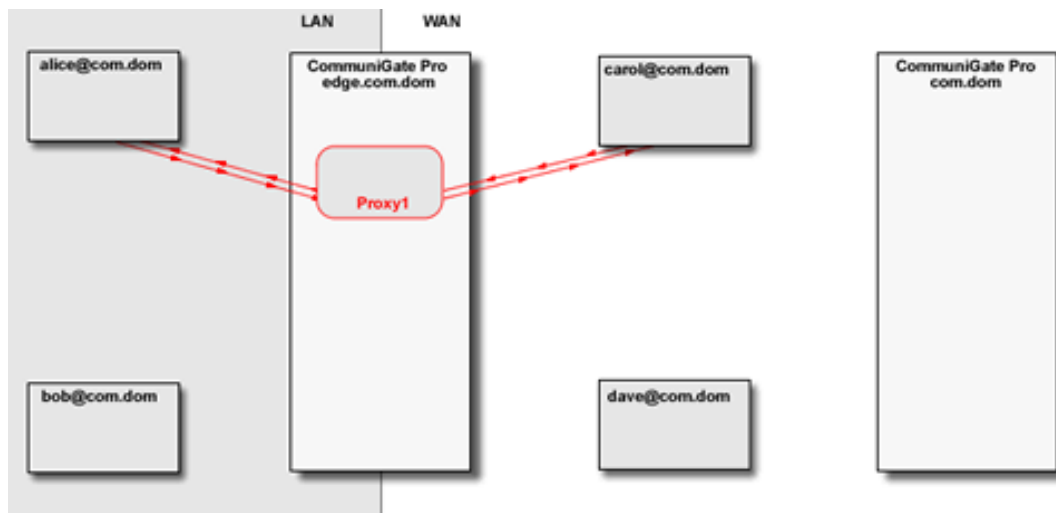 LAN
WAN
alice@com.dom
CommuniGate Pro
edge.com.dom
carol@com.dom
CommuniGate Pro
com.dom
Proxy1
bob@com.dom
dave@com.dom